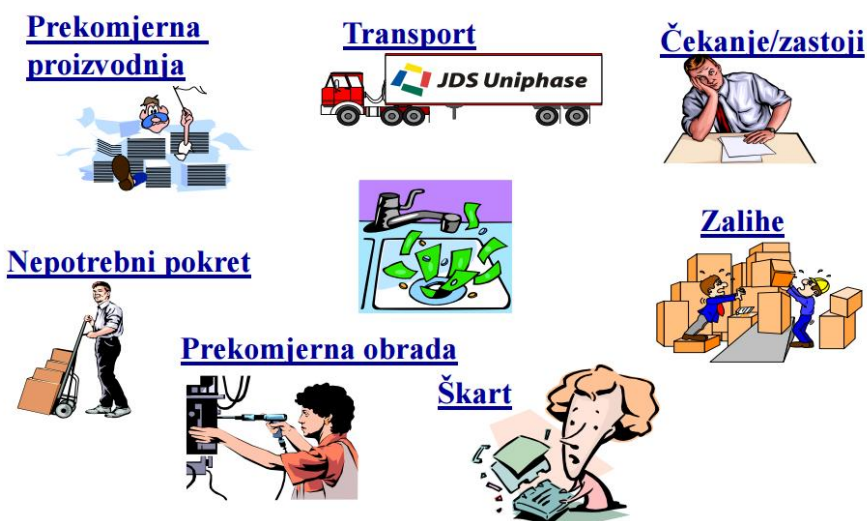 Prekomjerna
proizvodnja
Transport
JDS Uniphase
Čekanje/zastoji
Nepotrebni pokret
Zalihe
Prekomjerna obrada
Škart